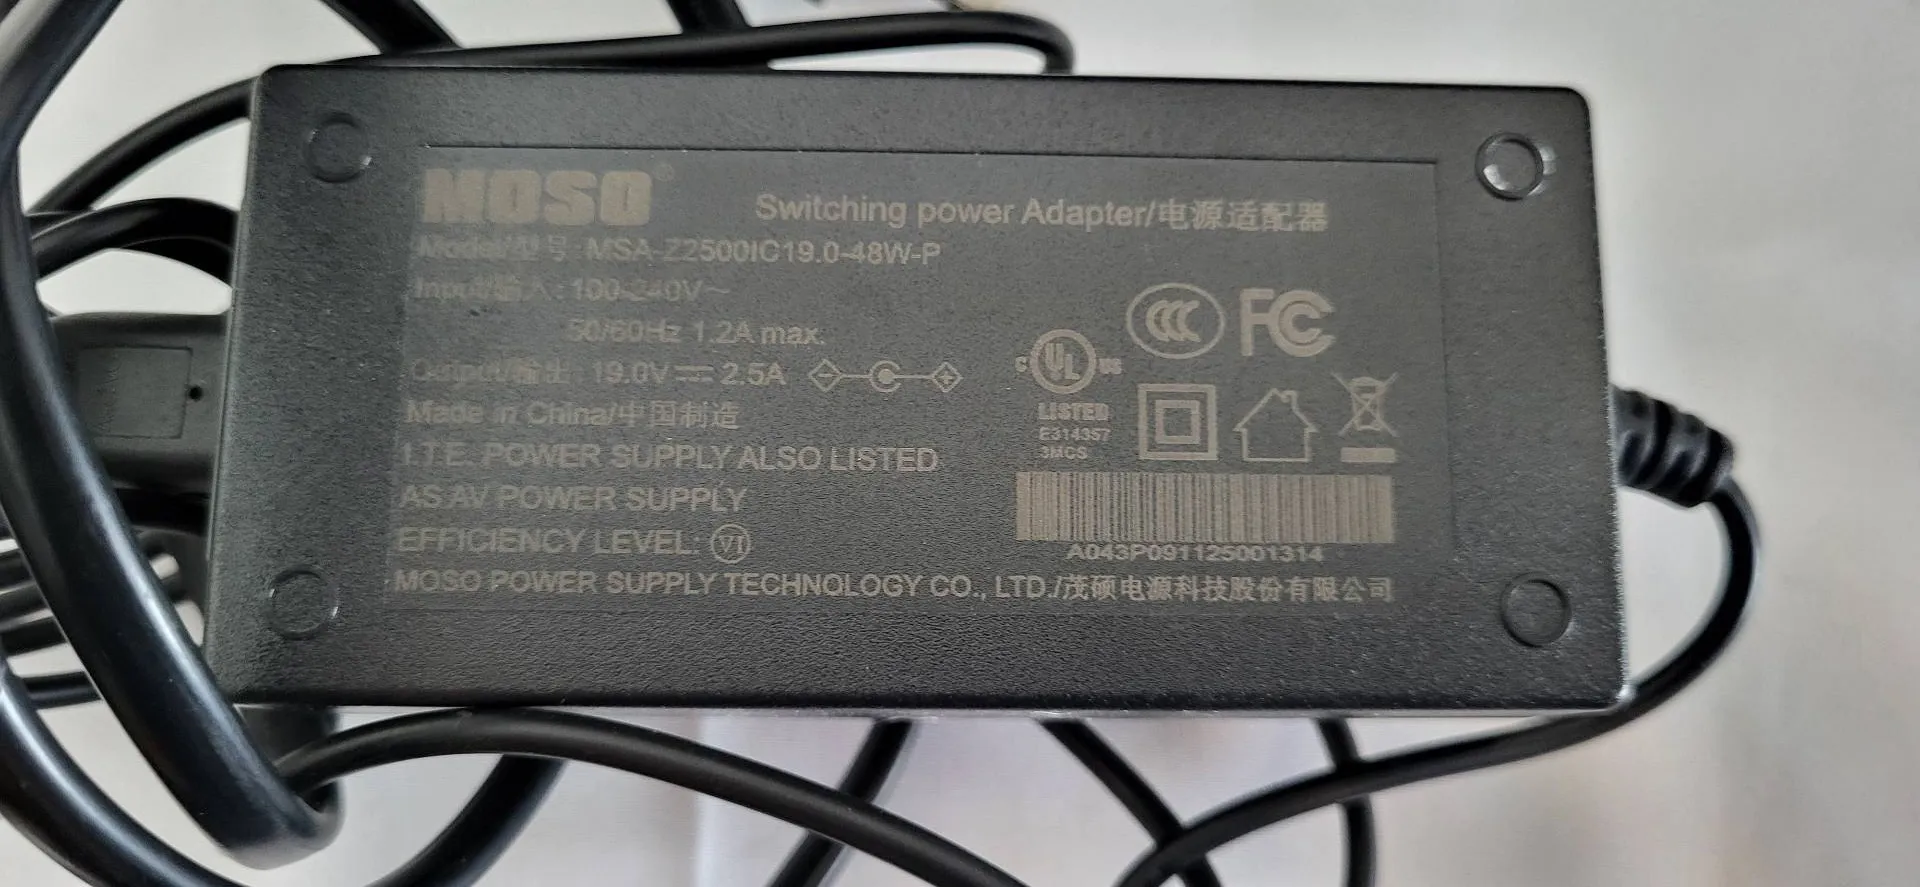 MOSO®
Switching power Adapter/电源适配器
Model/型号: MSA-Z2500IC19.0-48W-P
Input/输入: 100-240V~
50/60Hz 1.2A max.
Output/输出: 19.0V⎓2.5A
Made in China/中国制造
I.T.E. POWER SUPPLY ALSO LISTED
AS AV POWER SUPPLY
EFFICIENCY LEVEL: VI
MOSO POWER SUPPLY TECHNOLOGY CO., LTD./茂硕电源科技股份有限公司
CCC FC
C UL US
LISTED
E314357
3MCS
A043P091125001314